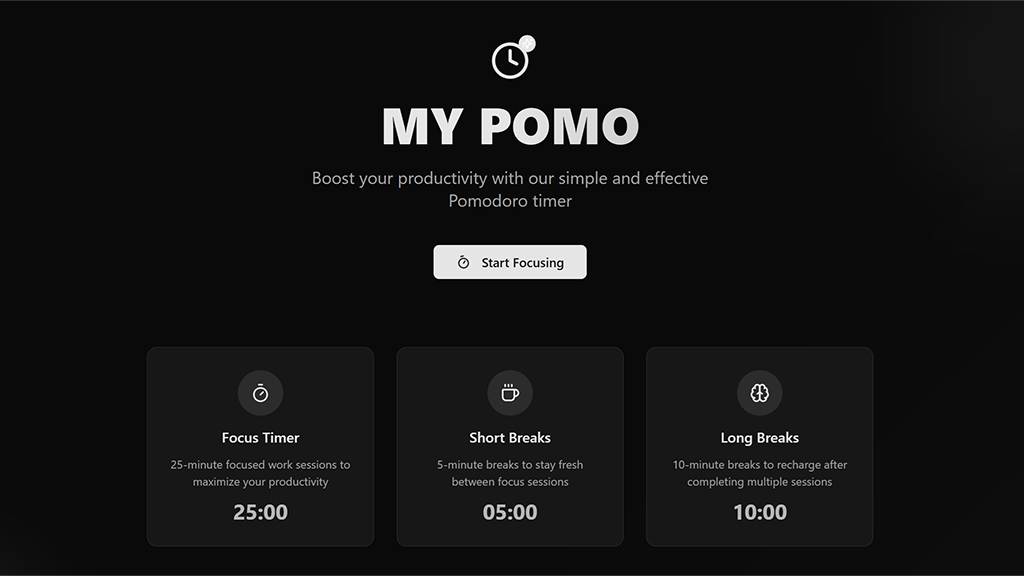 MY POMO
Boost your productivity with our simple and effective
Pomodoro timer
Start Focusing
Focus Timer
25-minute focused work sessions to
maximize your productivity
25:00
Short Breaks
5-minute breaks to stay fresh
between focus sessions
05:00
Long Breaks
10-minute breaks to recharge after
completing multiple sessions
10:00